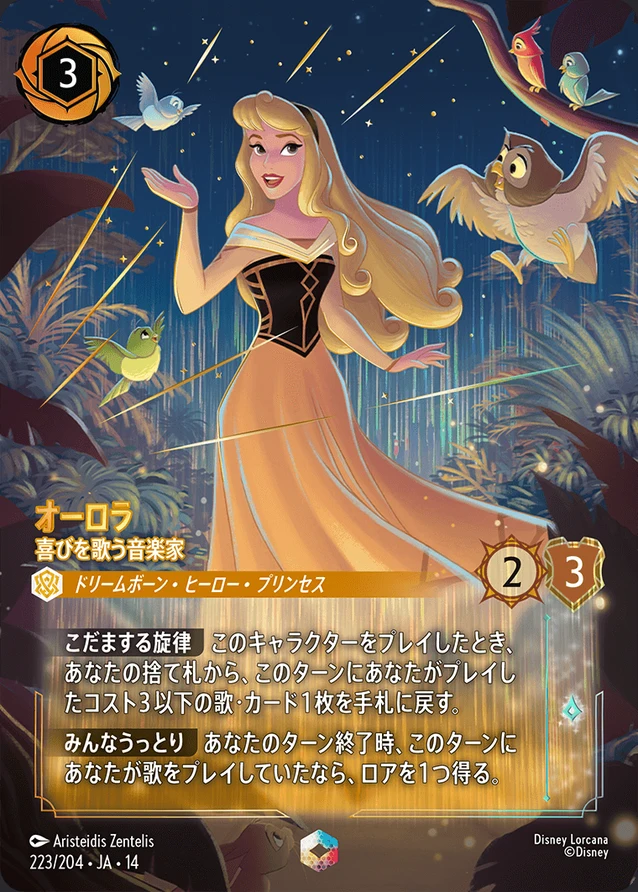 3
オーロラ
喜びを歌う音楽家
ドリームボーン・ヒーロー・プリンセス
2
3
こだまする旋律 このキャラクターをプレイしたとき、
あなたの捨て札から、このターンにあなたがプレイし
たコスト3以下の歌・カード1枚を手札に戻す。
みんなうっとり あなたのターン終了時、このターンに
あなたが歌をプレイしていたなら、ロアを1つ得る。
Aristeidis Zentelis
223/204・JA・14
Disney Lorcana
©Disney